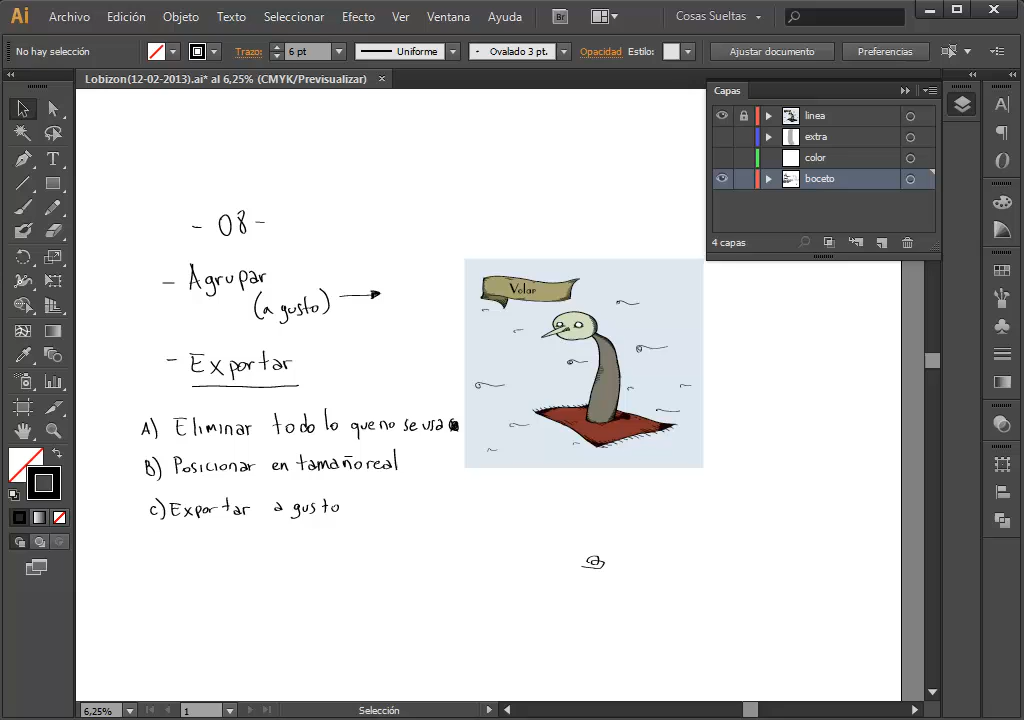 Ai Archivo Edición Objeto Texto Seleccionar Efecto Ver Ventana Ayuda Br Cosas Sueltas
No hay selección Trazo: 6 pt Uniforme Ovalado 3 pt. Opacidad Estilo: Ajustar documento Preferencias
Lobizon(12-02-2013).ai* al 6,25% (CMYK/Previsualizar)
Capas
linea
extra
color
boceto
4 capas
- 08 -
- Agrupar
(a gusto)
- Exportar
A) Eliminar todo lo que no se usa
B) Posicionar en tamaño real
c) Exportar a gusto
Volar
6,25% 1 Selección